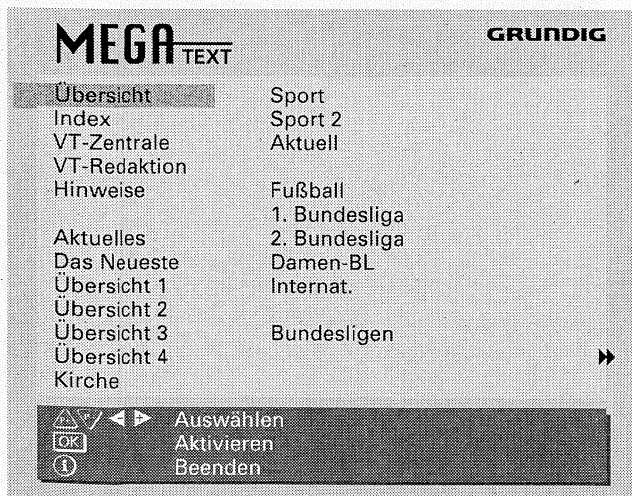 MEGA TEXT
GRUNDIG
Übersicht
Index
VT-Zentrale
VT-Redaktion
Hinweise
Aktuelles
Das Neueste
Übersicht 1
Übersicht 2
Übersicht 3
Übersicht 4
Kirche
Sport
Sport 2
Aktuell
Fußball
1. Bundesliga
2. Bundesliga
Damen-BL
Internat.
Bundesligen
Auswählen
OK Aktivieren
i Beenden